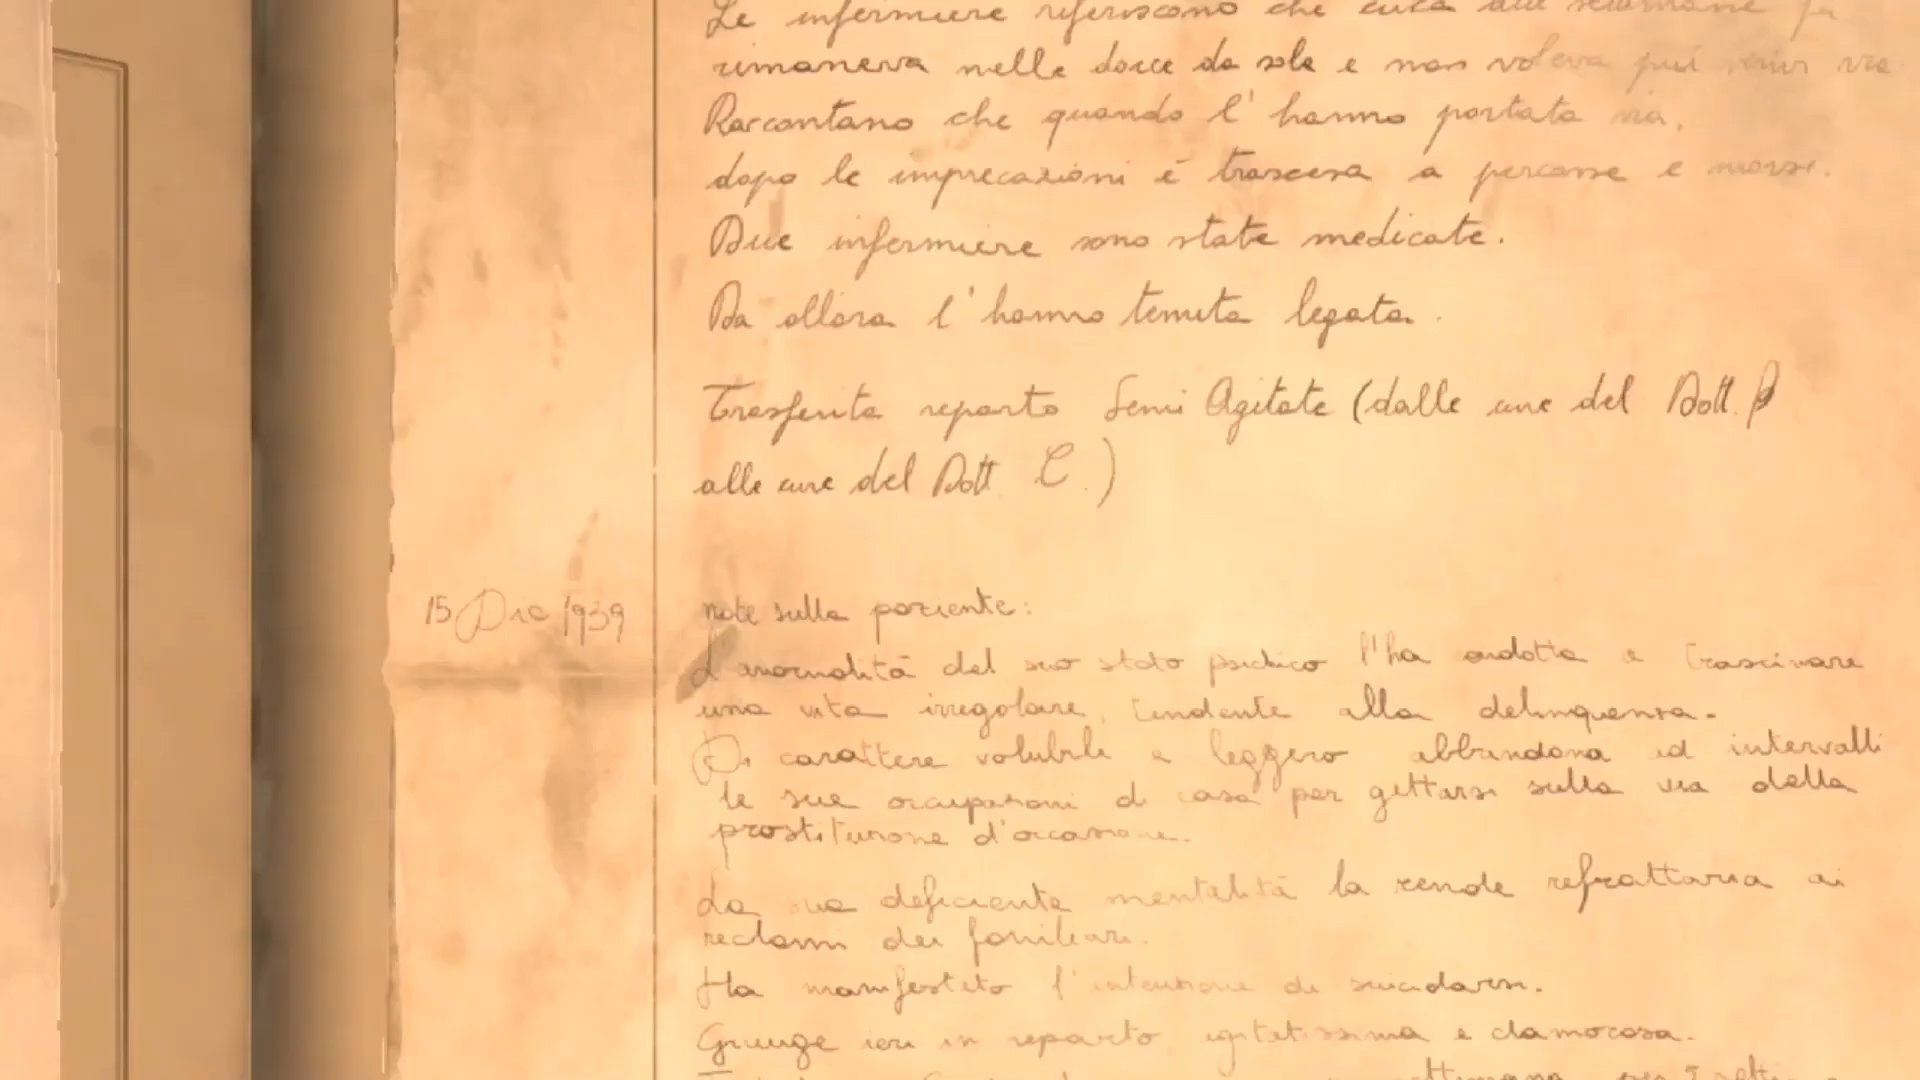 Le infermiere riferiscono che circa due settimane fa
rimaneva nelle docce da sola e non voleva più venir via
Raccontano che quando l'hanno portata via,
dopo le imprecazioni è trascesa a percosse e morsi.
Due infermiere sono state medicate.
Da allora l'hanno tenuta legata.
Trasferita reparto Semi Agitate (dalle cure del Dott. P
alle cure del Dott C.)
15 Dic 1939
note sulla paziente:
L'anormalità del suo stato psichico l'ha indotta a trascinare
una vita irregolare, tendente alla delinquenza.
Di carattere volubile e leggero abbandona ad intervalli
le sue occupazioni di casa per gettarsi sulla via della
prostituzione d'occasione.
La sua deficiente mentalità la rende refrattaria ai
reclami dei familiari.
Ha manifestato l'intenzione di suicidarsi.
Giunge ieri in reparto agitatissima e clamorosa.